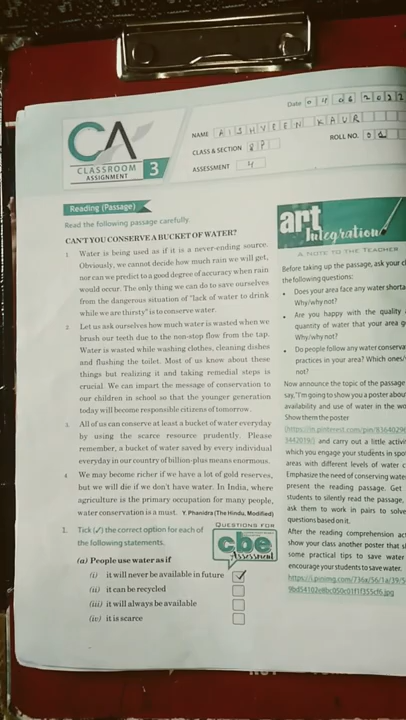 Date 0 4 0 6 2 0 2 2
NAME AISHVEEN KAUR
CLASS & SECTION 8
ROLL NO. 0
ASSESSMENT 4
CA
CLASSROOM
ASSIGNMENT
3
Reading (Passage)
Read the following passage carefully.
CAN'T YOU CONSERVE A BUCKET OF WATER?
1 Water is being used as if it is a never-ending source.
Obviously, we cannot decide how much rain we will get,
nor can we predict to a good degree of accuracy when rain
would occur. The only thing we can do to save ourselves
from the dangerous situation of "lack of water to drink
while we are thirsty" is to conserve water.
2 Let us ask ourselves how much water is wasted when we
brush our teeth due to the non-stop flow from the tap.
Water is wasted while washing clothes, cleaning dishes
and flushing the toilet. Most of us know about these
things but realizing it and taking remedial steps is
crucial. We can impart the message of conservation to
our children in school so that the younger generation
today will become responsible citizens of tomorrow.
3 All of us can conserve at least a bucket of water everyday
by using the scarce resource prudently. Please
remember, a bucket of water saved by every individual
everyday in our country of billion-plus means enormous.
4 We may become richer if we have a lot of gold reserves,
but we will die if we don't have water. In India, where
agriculture is the primary occupation for many people,
water conservation is a must. Y. Phanidra (The Hindu, Modified)
1. Tick (✓) the correct option for each of
the following statements.
QUESTIONS FOR
cbe
Assessment
(a) People use water as if
(i) it will never be available in future ✓
(ii) it can be recycled
(iii) it will always be available
(iv) it is scarce
art
Integration
A NOTE TO THE TEACHER
Before taking up the passage, ask your
the following questions:
• Does your area face any water
Why/why not?
• Are you happy with the quality
quantity of water that your area
Why/why not?
• Do people follow any water
practices in your area? Which
not?
Now announce the topic of the passage
say, "I'm going to show you a poster about
availability and use of water in the
Show them the poster
and carry out a little
which you engage your students in
areas with different levels of water
Emphasize the need of conserving
present the reading passage. Get
students to silently read the passage,
ask them to work in pairs to solve
questions based on it.
After the reading comprehension
show your class another poster that
some practical tips to save water
encourage your students to save water.